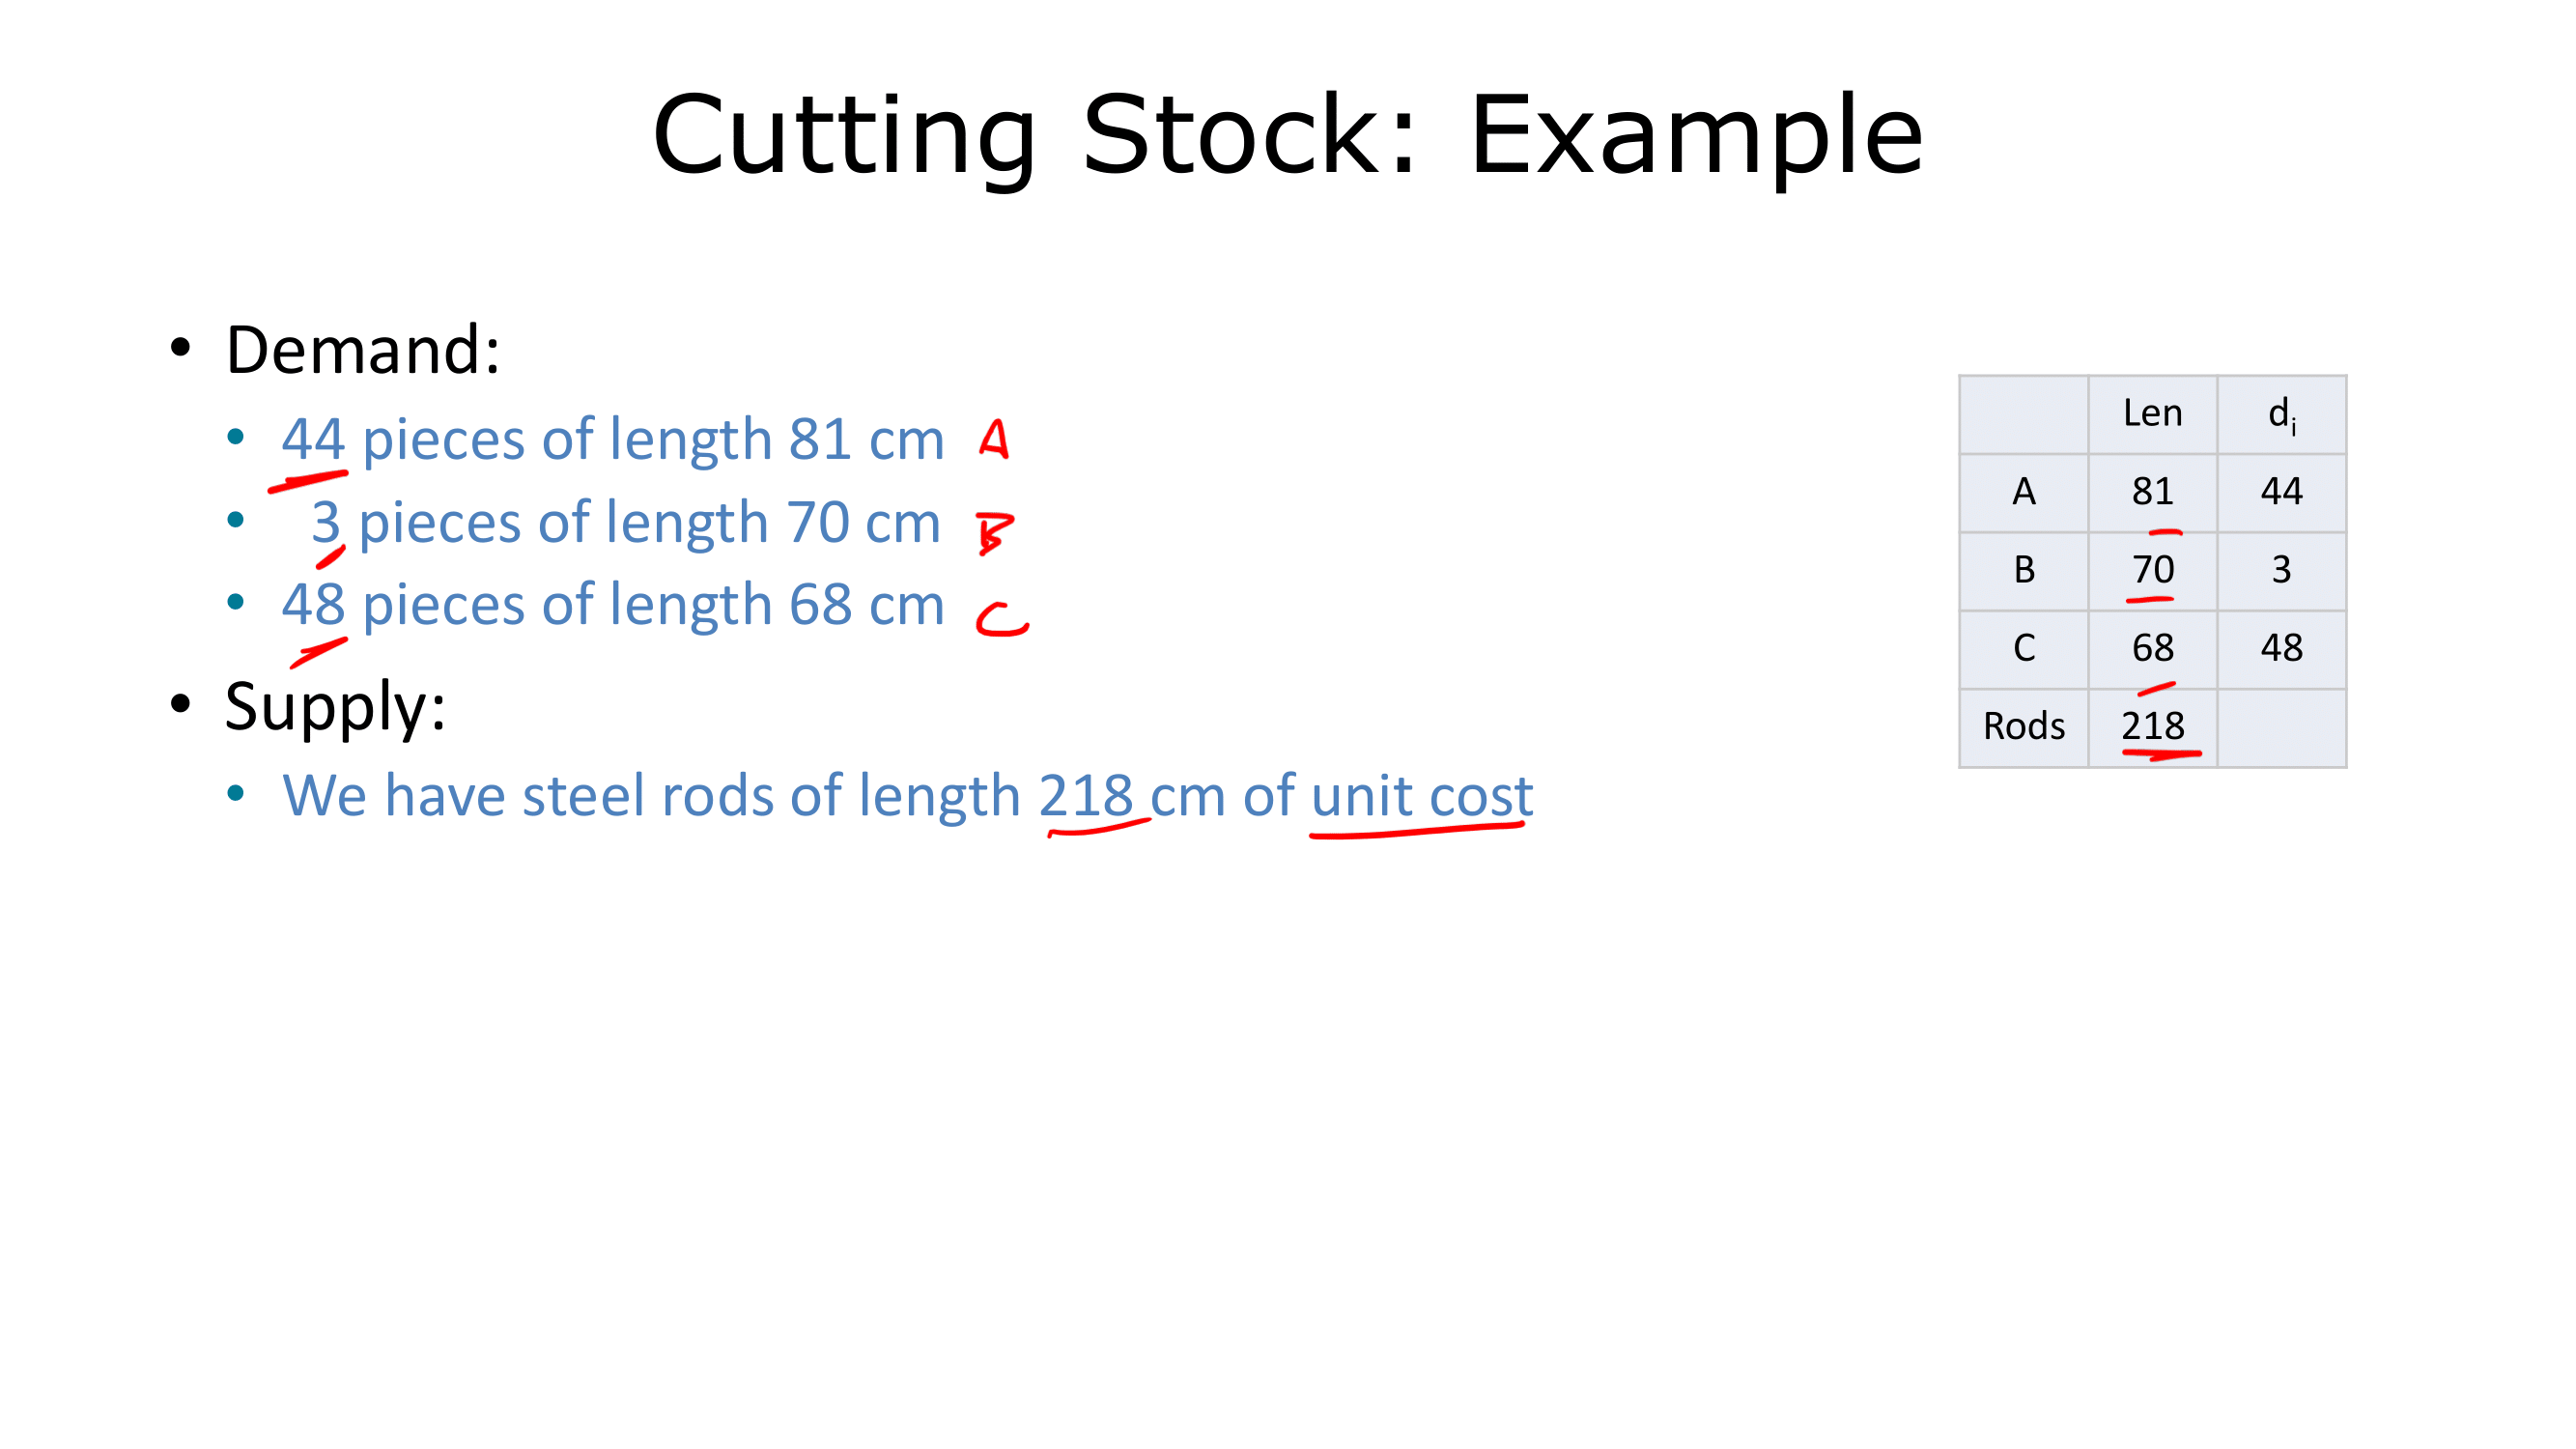 Cutting Stock: Example
• Demand:
• 44 pieces of length 81 cm A
• 3 pieces of length 70 cm B
• 48 pieces of length 68 cm C
• Supply:
• We have steel rods of length 218 cm of unit cost
Len di
A 81 44
B 70 3
C 68 48
Rods 218